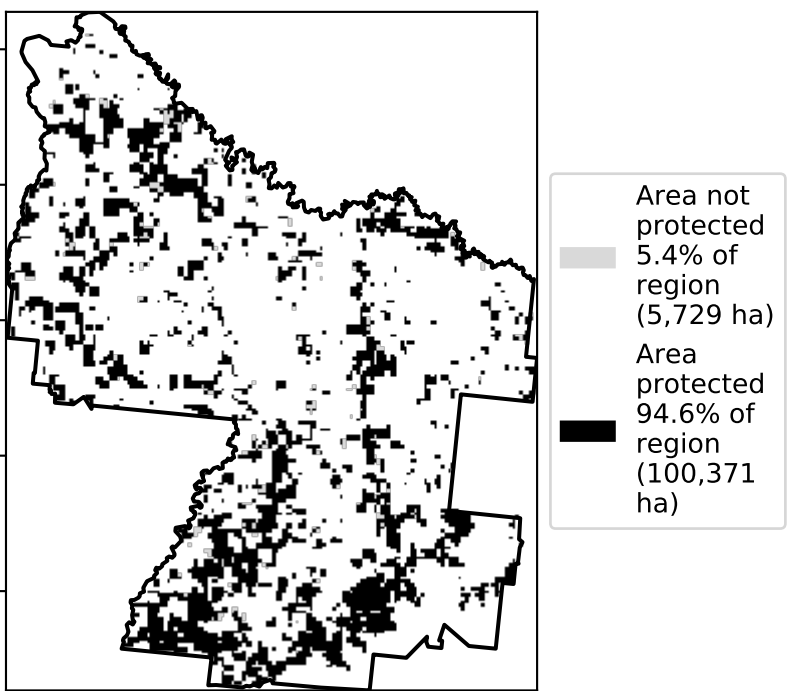 Area not
protected
5.4% of
region
(5,729 ha)
Area
protected
94.6% of
region
(100,371
ha)